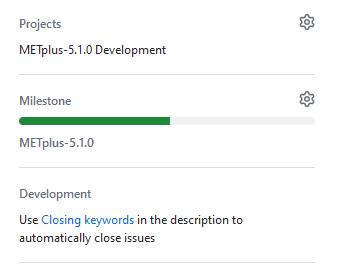 Projects
METplus-5.1.0 Development
Milestone
METplus-5.1.0
Development
Use Closing keywords in the description to
automatically close issues